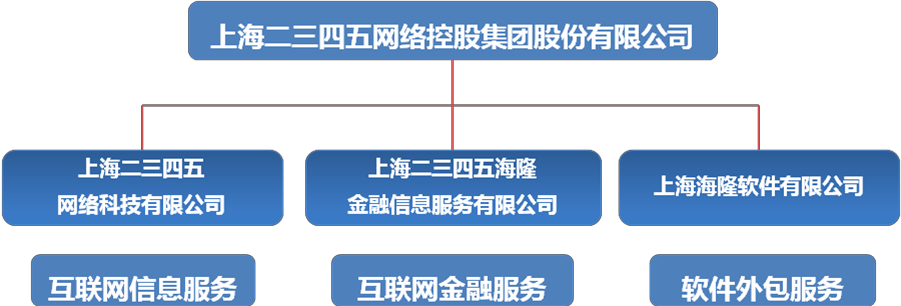 上海二三四五网络控股集团股份有限公司
上海二三四五
网络科技有限公司
上海二三四五海隆
金融信息服务有限公司
上海海隆软件有限公司
互联网信息服务
互联网金融服务
软件外包服务